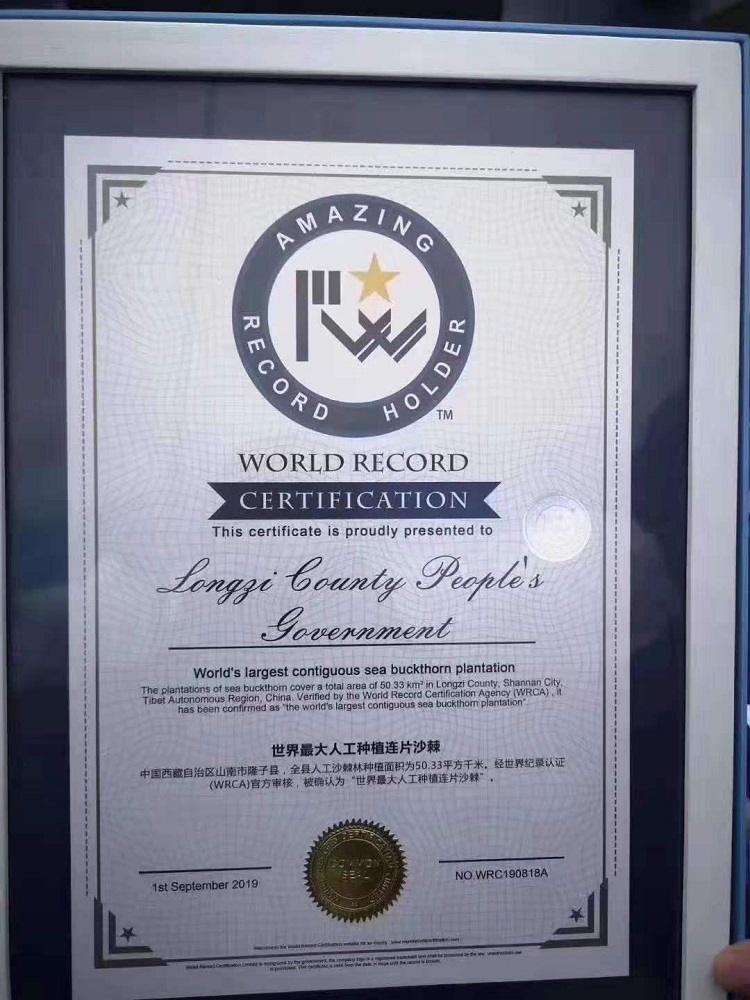 AMAZING
RECORD HOLDER
TM
WORLD RECORD
CERTIFICATION
This certificate is proudly presented to
Longzi County People's
Government
World's largest contiguous sea buckthorn plantation
The plantations of sea buckthorn cover a total area of 50.33 km² in Longzi County, Shannan City,
Tibet Autonomous Region, China. Verified by the World Record Certification Agency (WRCA) , it
has been confirmed as "the world's largest contiguous sea buckthorn plantation".
世界最大人工种植连片沙棘
中国西藏自治区山南市隆子县，全县人工沙棘林种植面积为50.33平方千米。经世界纪录认证
(WRCA)官方审核，被确认为“世界最大人工种植连片沙棘”。
COMMON
SEAL
1st September 2019
NO.WRC190818A